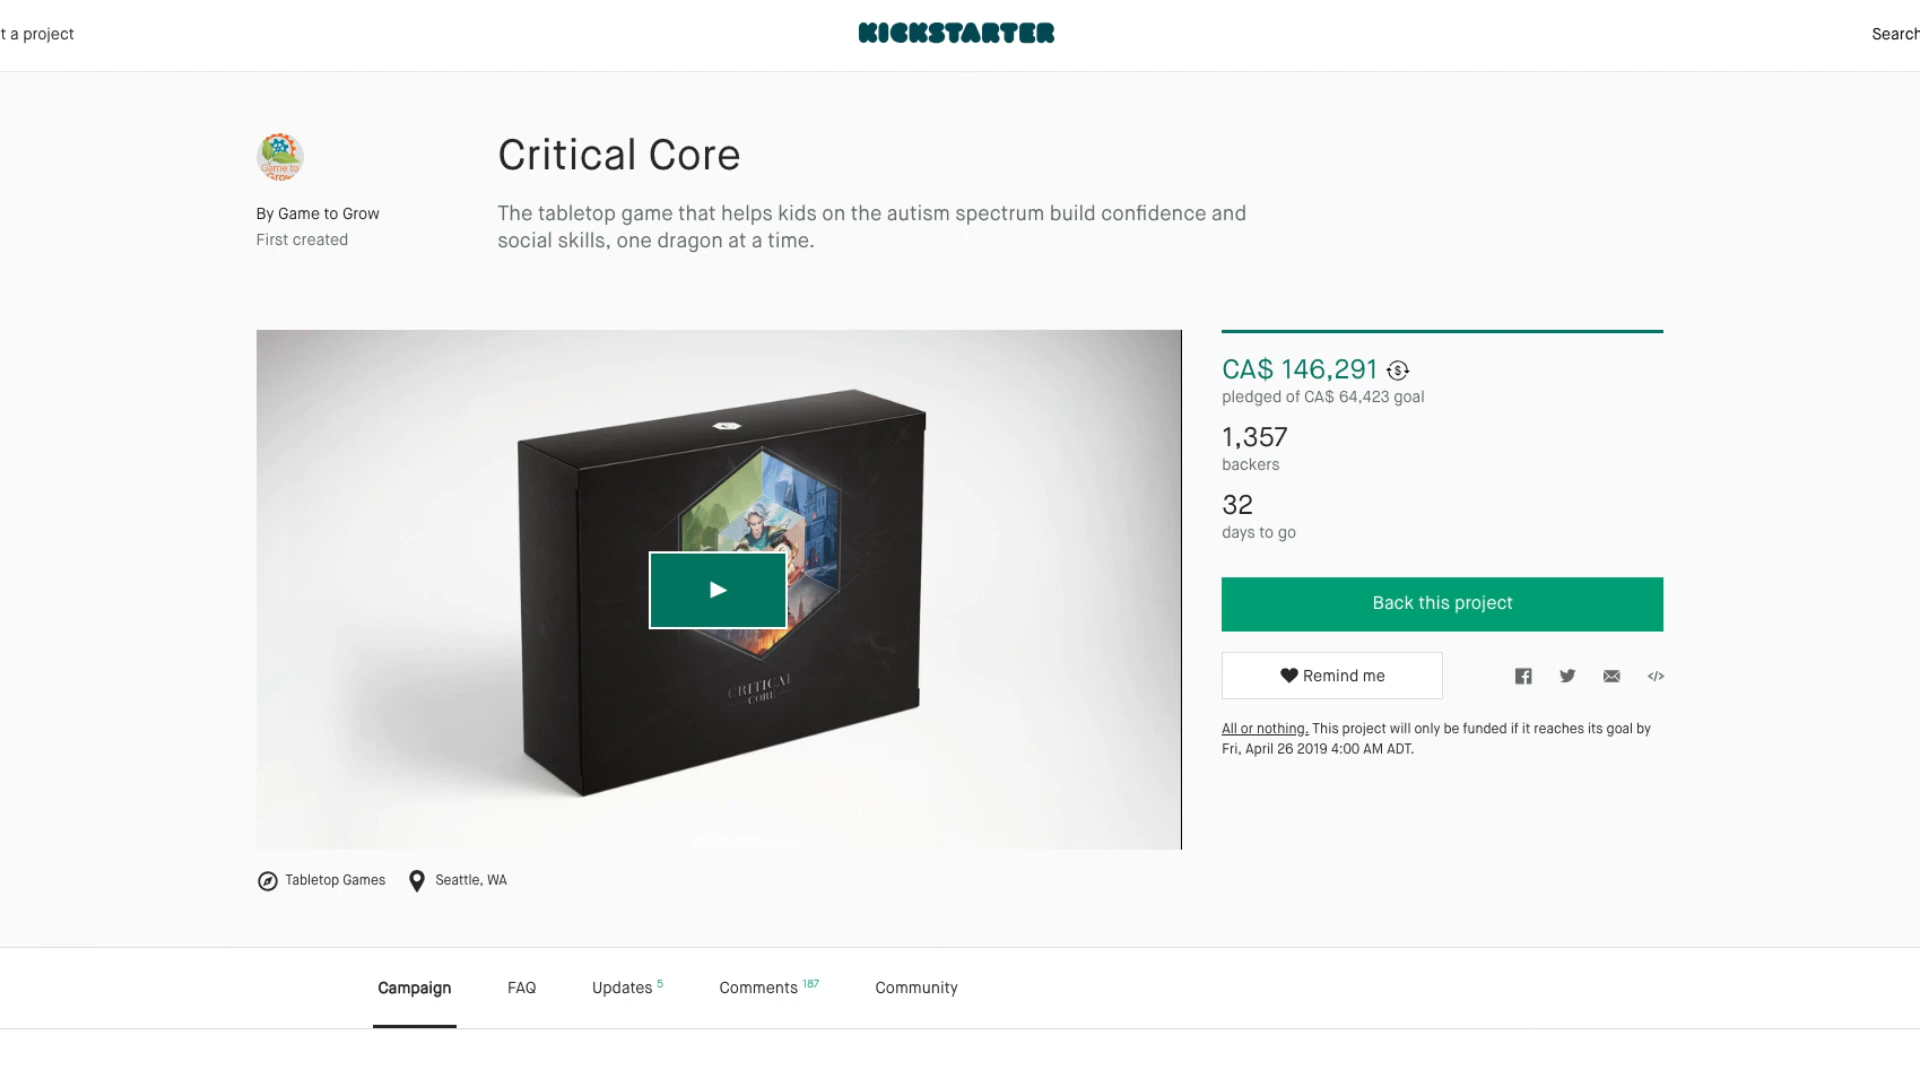 t a project
KICKSTARTER
Search
Game to
Grow
By Game to Grow
First created
Critical Core
The tabletop game that helps kids on the autism spectrum build confidence and
social skills, one dragon at a time.
CRITICAL
CORE
CA$ 146,291
pledged of CA$ 64,423 goal
1,357
backers
32
days to go
Back this project
Remind me
</>
All or nothing. This project will only be funded if it reaches its goal by
Fri, April 26 2019 4:00 AM ADT.
Tabletop Games
Seattle, WA
Campaign
FAQ
Updates 5
Comments 187
Community